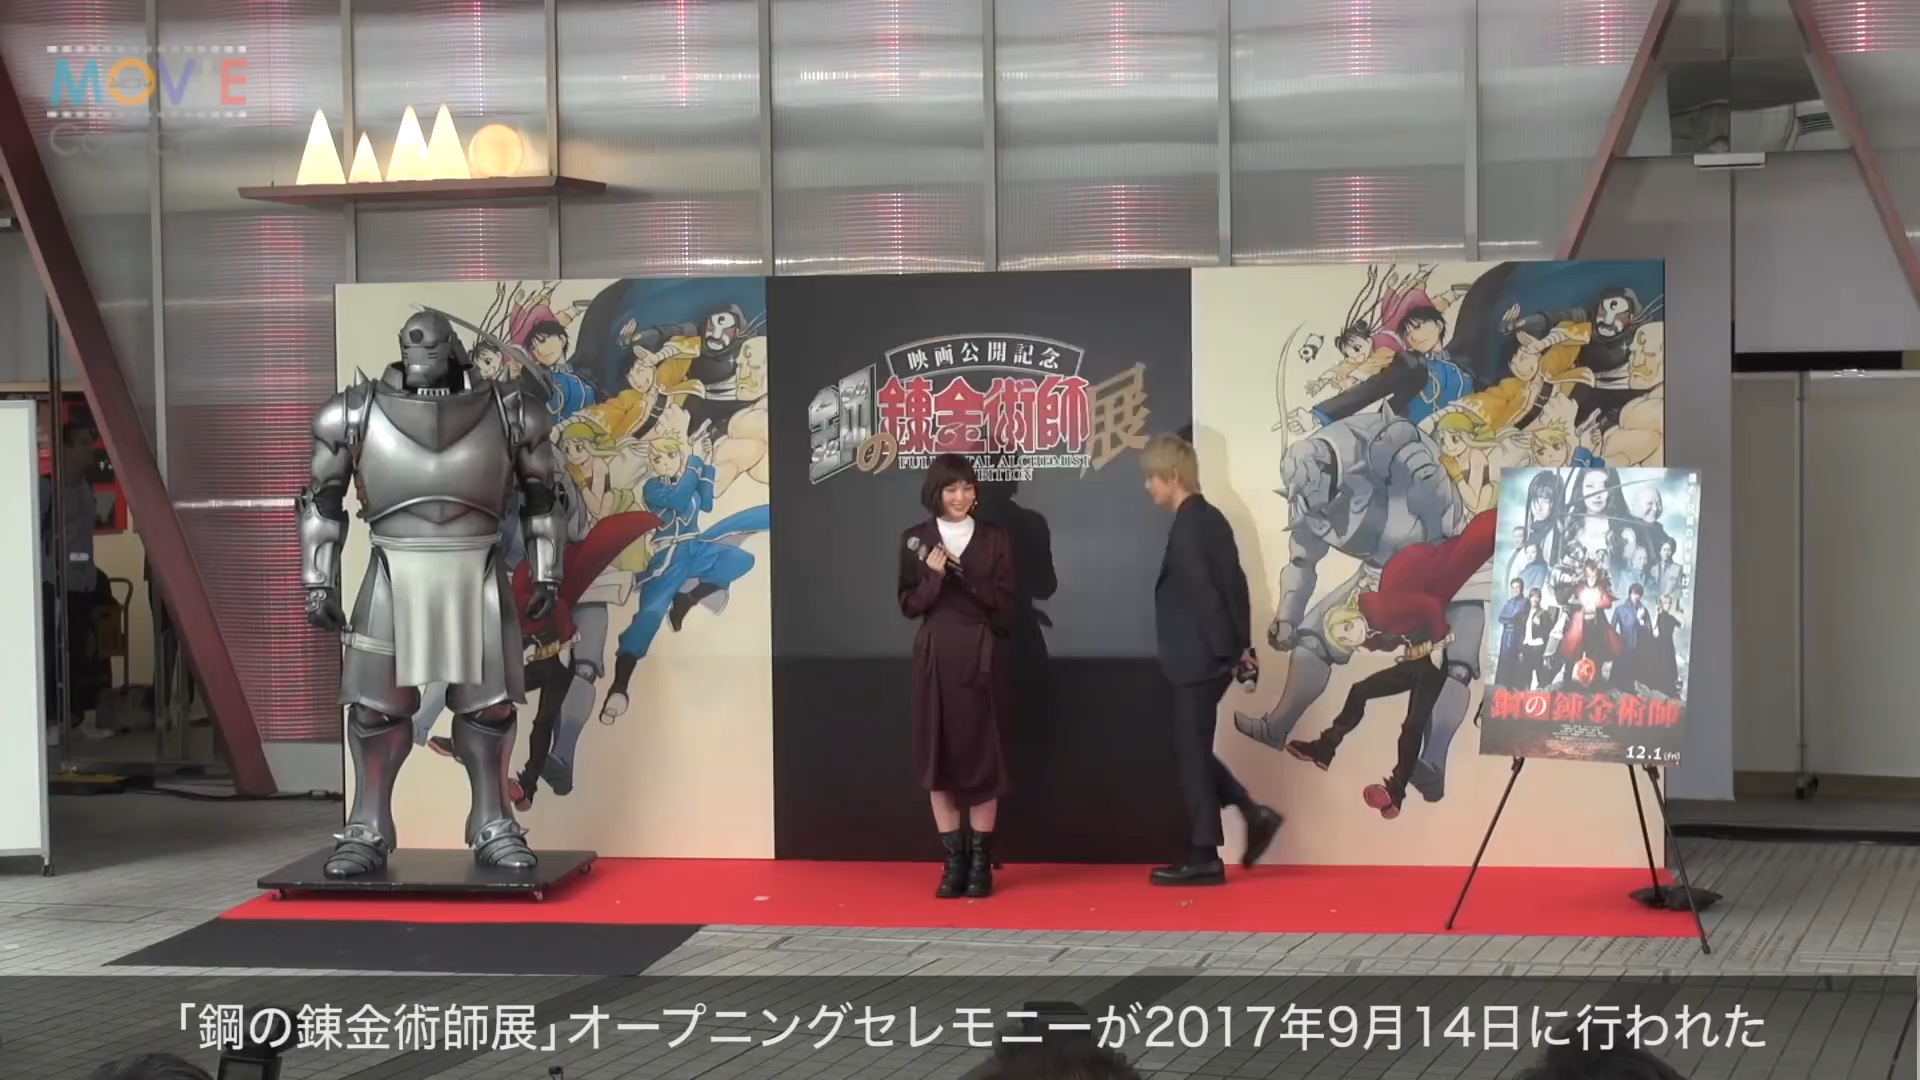 MOVIE
映画公開記念
鋼の錬金術師展
FULLMETAL ALCHEMIST
鋼の錬金術師
12.1(fri)
「鋼の錬金術師展」オープニングセレモニーが2017年9月14日に行われた